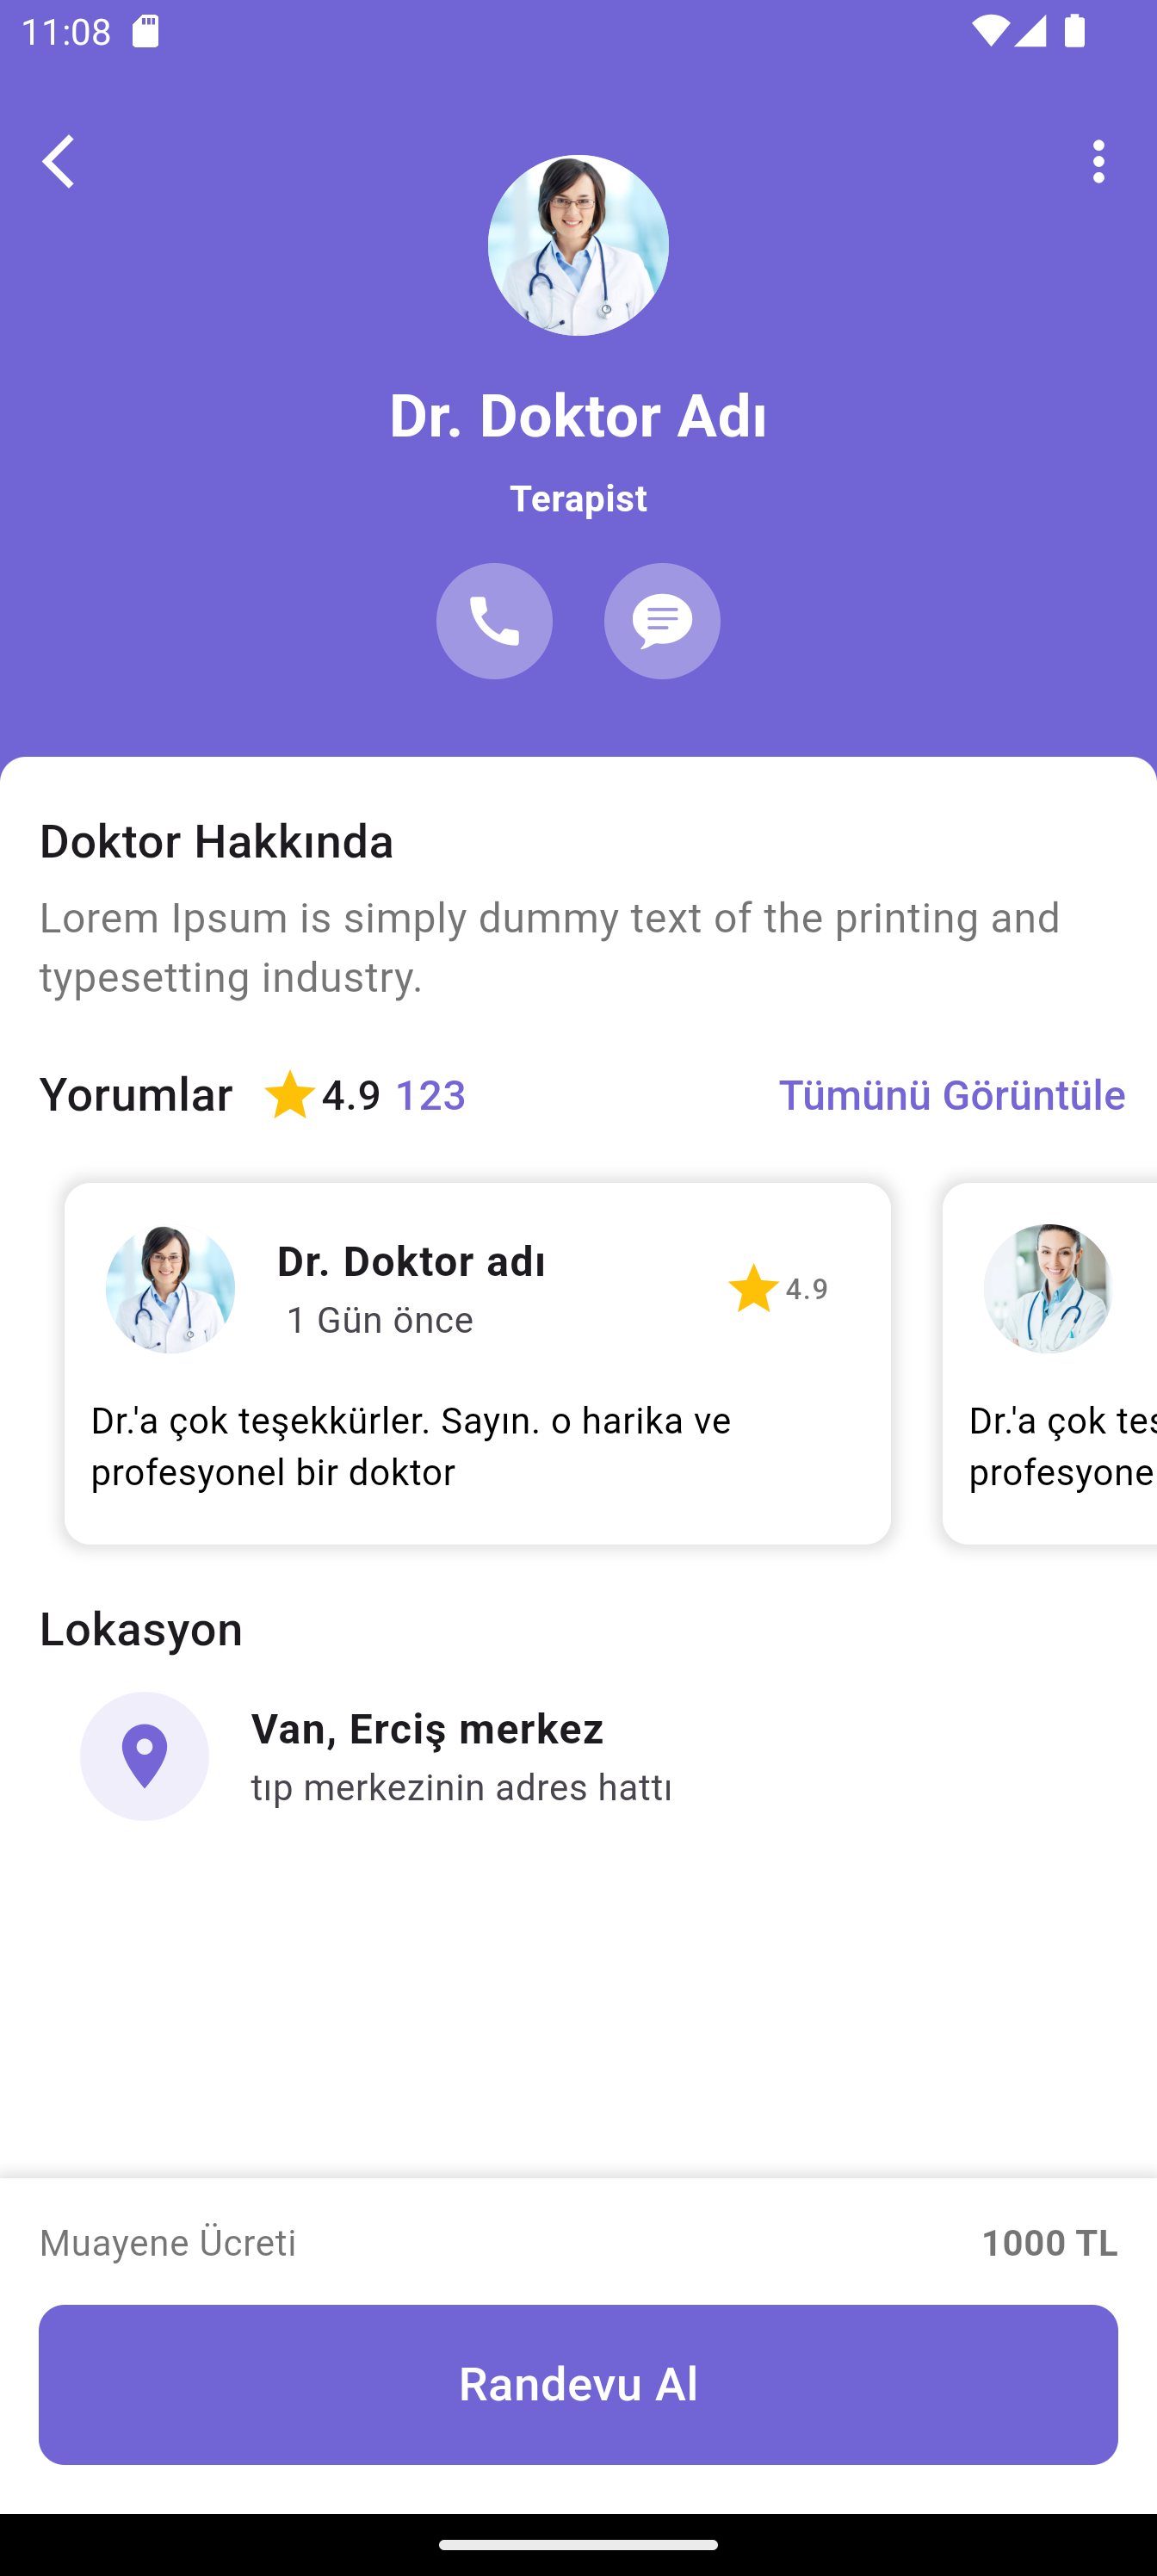 11:08
Dr. Doktor Adı
Terapist
Doktor Hakkında
Lorem Ipsum is simply dummy text of the printing and
typesetting industry.
Yorumlar 4.9 123 Tümünü Görüntüle
Dr. Doktor adı
1 Gün önce
4.9
Dr.'a çok teşekkürler. Sayın. o harika ve
profesyonel bir doktor
Dr.'a çok teş
profesyone
Lokasyon
Van, Erciş merkez
tıp merkezinin adres hattı
Muayene Ücreti 1000 TL
Randevu Al